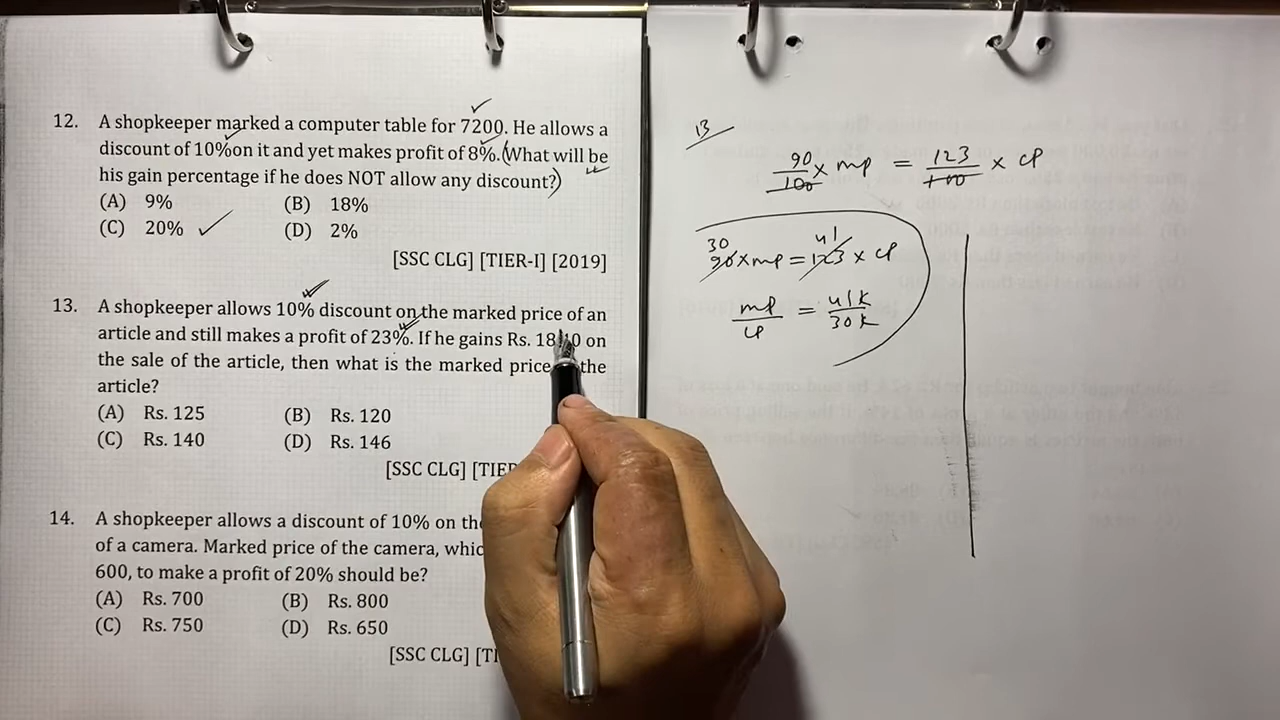 12. A shopkeeper marked a computer table for 7200. He allows a
discount of 10%on it and yet makes profit of 8%. (What will be
his gain percentage if he does NOT allow any discount?)
(A) 9% (B) 18%
(C) 20% (D) 2%
[SSC CLG] [TIER-I] [2019]
13. A shopkeeper allows 10% discount on the marked price of an
article and still makes a profit of 23%. If he gains Rs. on
the sale of the article, then what is the marked price the
article?
(A) Rs. 125 (B) Rs. 120
(C) Rs. 140 (D) Rs. 146
[SSC CLG]
14. A shopkeeper allows a discount of 10% on
of a camera. Marked price of the camera,
600, to make a profit of 20% should be?
(A) Rs. 700 (B) Rs. 800
(C) Rs. 750 (D) Rs. 650
[SSC CLG]
13
90/100 x mp = 123/100 x CP
30 41
90 x mp = 123 x CP
mp/CP = 41K/30K